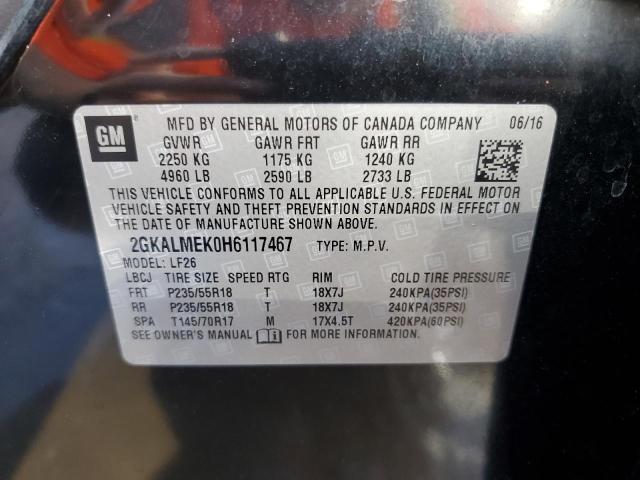 GM
MFD BY GENERAL MOTORS OF CANADA COMPANY 06/16
GVWR GAWR FRT GAWR RR
2250 KG 1175 KG 1240 KG
4960 LB 2590 LB 2733 LB
THIS VEHICLE CONFORMS TO ALL APPLICABLE U.S. FEDERAL MOTOR
VEHICLE SAFETY AND THEFT PREVENTION STANDARDS IN EFFECT ON
THE DATE OF MANUFACTURE SHOWN ABOVE.
2GKALMEK0H6117467 TYPE: M.P.V.
MODEL: LF26
LBCJ TIRE SIZE SPEED RTG RIM COLD TIRE PRESSURE
FRT P235/55R18 T 18X7J 240KPA(35PSI)
RR P235/55R18 T 18X7J 240KPA(35PSI)
SPA T145/70R17 M 17X4.5T 420KPA(60PSI)
SEE OWNER'S MANUAL FOR MORE INFORMATION.